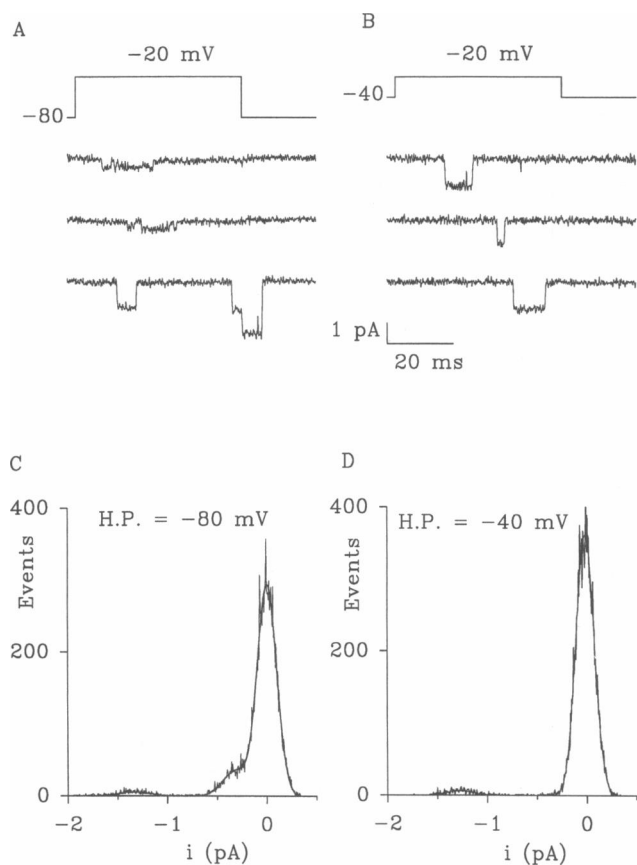 A
B
−20 mV
−20 mV
−80
−40
1 pA
20 ms
C
D
400
H.P. = −80 mV
Events
200
0
−2
−1
0
i (pA)
400
H.P. = −40 mV
Events
200
0
−2
−1
0
i (pA)